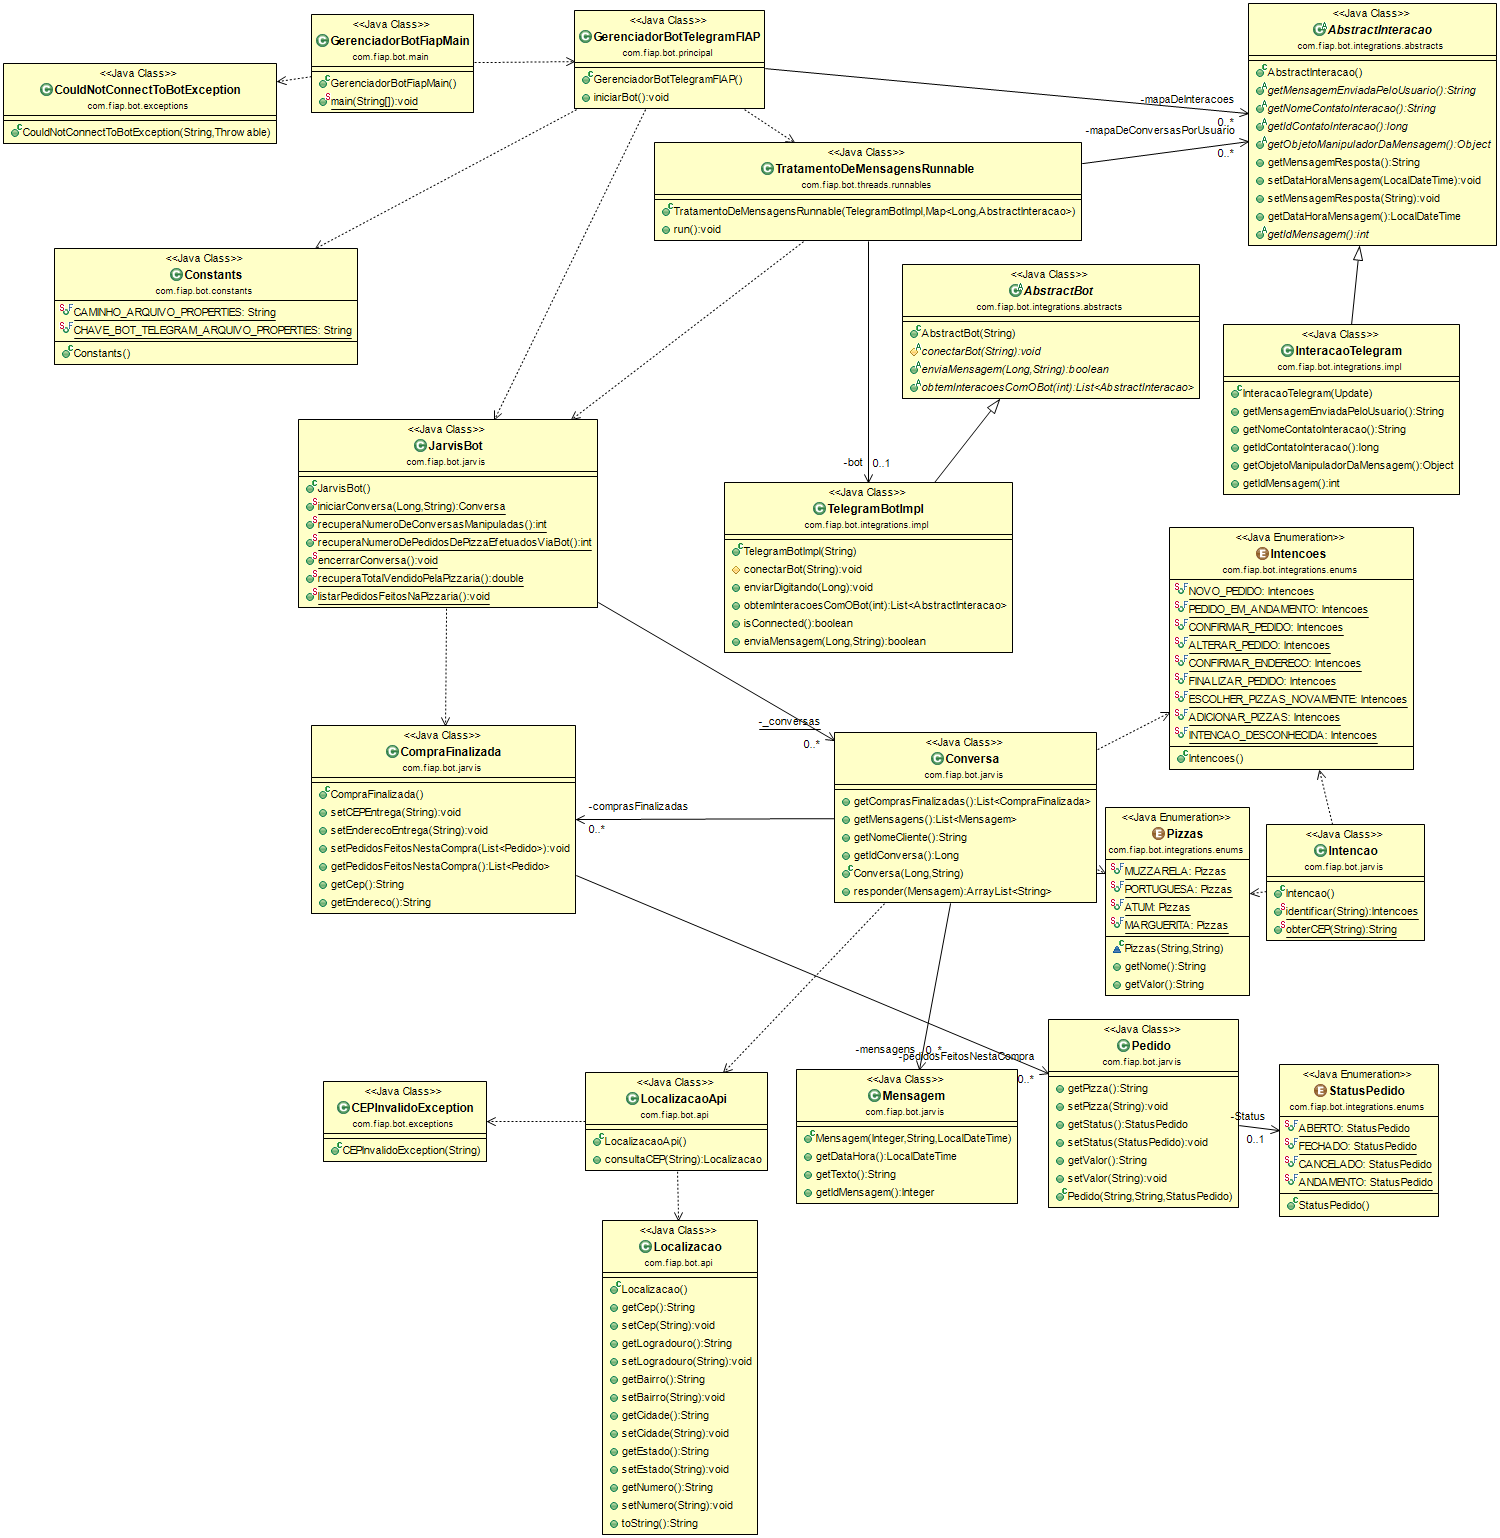 <<Java Class>>
GerenciadorBotFiapMain
com.fiap.bot.main
GerenciadorBotFiapMain()
main(String[]):void
<<Java Class>>
GerenciadorBotTelegramFIAP
com.fiap.bot.principal
GerenciadorBotTelegramFIAP()
iniciarBot():void
<<Java Class>>
AbstractInteracao
com.fiap.bot.integrations.abstracts
AbstractInteracao()
getMensagemEnviadaPeloUsuario():String
getNomeContatoInteracao():String
getIdContatoInteracao():long
getObjetoManipuladorDaMensagem():Object
getMensagemResposta():String
setDataHoraMensagem(LocalDateTime):void
setMensagemResposta(String):void
getDataHoraMensagem():LocalDateTime
getIdMensagem():int
<<Java Class>>
CouldNotConnectToBotException
com.fiap.bot.exceptions
CouldNotConnectToBotException(String,Throwable)
-mapaDeInteracoes
0..*
-mapaDeConversasPorUsuario
0..*
<<Java Class>>
TratamentoDeMensagensRunnable
com.fiap.bot.threads.runnables
TratamentoDeMensagensRunnable(TelegramBotImpl,Map<Long,AbstractInteracao>)
run():void
<<Java Class>>
Constants
com.fiap.bot.constants
CAMINHO_ARQUIVO_PROPERTIES: String
CHAVE_BOT_TELEGRAM_ARQUIVO_PROPERTIES: String
Constants()
<<Java Class>>
AbstractBot
com.fiap.bot.integrations.abstracts
AbstractBot(String)
conectarBot(String):void
enviaMensagem(Long,String):boolean
obtemInteracoesComOBot(int):List<AbstractInteracao>
<<Java Class>>
InteracaoTelegram
com.fiap.bot.integrations.impl
InteracaoTelegram(Update)
getMensagemEnviadaPeloUsuario():String
getNomeContatoInteracao():String
getIdContatoInteracao():long
getObjetoManipuladorDaMensagem():Object
getIdMensagem():int
<<Java Class>>
JarvisBot
com.fiap.bot.jarvis
JarvisBot()
iniciarConversa(Long,String):Conversa
recuperaNumeroDeConversasManipuladas():int
recuperaNumeroDePedidosDePizzaEfetuadosViaBot():int
encerrarConversa():void
recuperaTotalVendidoPelaPizzaria():double
listarPedidosFeitosNaPizzaria():void
-bot
0..1
<<Java Class>>
TelegramBotImpl
com.fiap.bot.integrations.impl
TelegramBotImpl(String)
conectarBot(String):void
enviarDigitando(Long):void
obtemInteracoesComOBot(int):List<AbstractInteracao>
isConnected():boolean
enviaMensagem(Long,String):boolean
<<Java Enumeration>>
Intencoes
com.fiap.bot.integrations.enums
NOVO_PEDIDO: Intencoes
PEDIDO_EM_ANDAMENTO: Intencoes
CONFIRMAR_PEDIDO: Intencoes
ALTERAR_PEDIDO: Intencoes
CONFIRMAR_ENDERECO: Intencoes
FINALIZAR_PEDIDO: Intencoes
ESCOLHER_PIZZAS_NOVAMENTE: Intencoes
ADICIONAR_PIZZAS: Intencoes
INTENCAO_DESCONHECIDA: Intencoes
Intencoes()
<<Java Class>>
CompraFinalizada
com.fiap.bot.jarvis
CompraFinalizada()
setCEPEntrega(String):void
setEnderecoEntrega(String):void
setPedidosFeitosNestaCompra(List<Pedido>):void
getPedidosFeitosNestaCompra():List<Pedido>
getCep():String
getEndereco():String
-_conversas
0..*
-comprasFinalizadas
0..*
<<Java Class>>
Conversa
com.fiap.bot.jarvis
getComprasFinalizadas():List<CompraFinalizada>
getMensagens():List<Mensagem>
getNomeCliente():String
getIdConversa():Long
Conversa(Long,String)
responder(Mensagem):ArrayList<String>
<<Java Enumeration>>
Pizzas
com.fiap.bot.integrations.enums
MUZZARELA: Pizzas
PORTUGUESA: Pizzas
ATUM: Pizzas
MARGUERITA: Pizzas
Pizzas(String,String)
getNome():String
getValor():String
<<Java Class>>
Intencao
com.fiap.bot.jarvis
Intencao()
identificar(String):Intencoes
obterCEP(String):String
-mensagens
0..*
-pedidosFeitosNestaCompra
0..*
<<Java Class>>
Pedido
com.fiap.bot.jarvis
getPizza():String
setPizza(String):void
getStatus():StatusPedido
setStatus(StatusPedido):void
getValor():String
setValor(String):void
Pedido(String,String,StatusPedido)
-Status
0..1
<<Java Enumeration>>
StatusPedido
com.fiap.bot.integrations.enums
ABERTO: StatusPedido
FECHADO: StatusPedido
CANCELADO: StatusPedido
ANDAMENTO: StatusPedido
StatusPedido()
<<Java Class>>
CEPInvalidoException
com.fiap.bot.exceptions
CEPInvalidoException(String)
<<Java Class>>
LocalizacaoApi
com.fiap.bot.api
LocalizacaoApi()
consultaCEP(String):Localizacao
<<Java Class>>
Mensagem
com.fiap.bot.jarvis
Mensagem(Integer,String,LocalDateTime)
getDataHora():LocalDateTime
getTexto():String
getIdMensagem():Integer
<<Java Class>>
Localizacao
com.fiap.bot.api
Localizacao()
getCep():String
setCep(String):void
getLogradouro():String
setLogradouro(String):void
getBairro():String
setBairro(String):void
getCidade():String
setCidade(String):void
getEstado():String
setEstado(String):void
getNumero():String
setNumero(String):void
toString():String